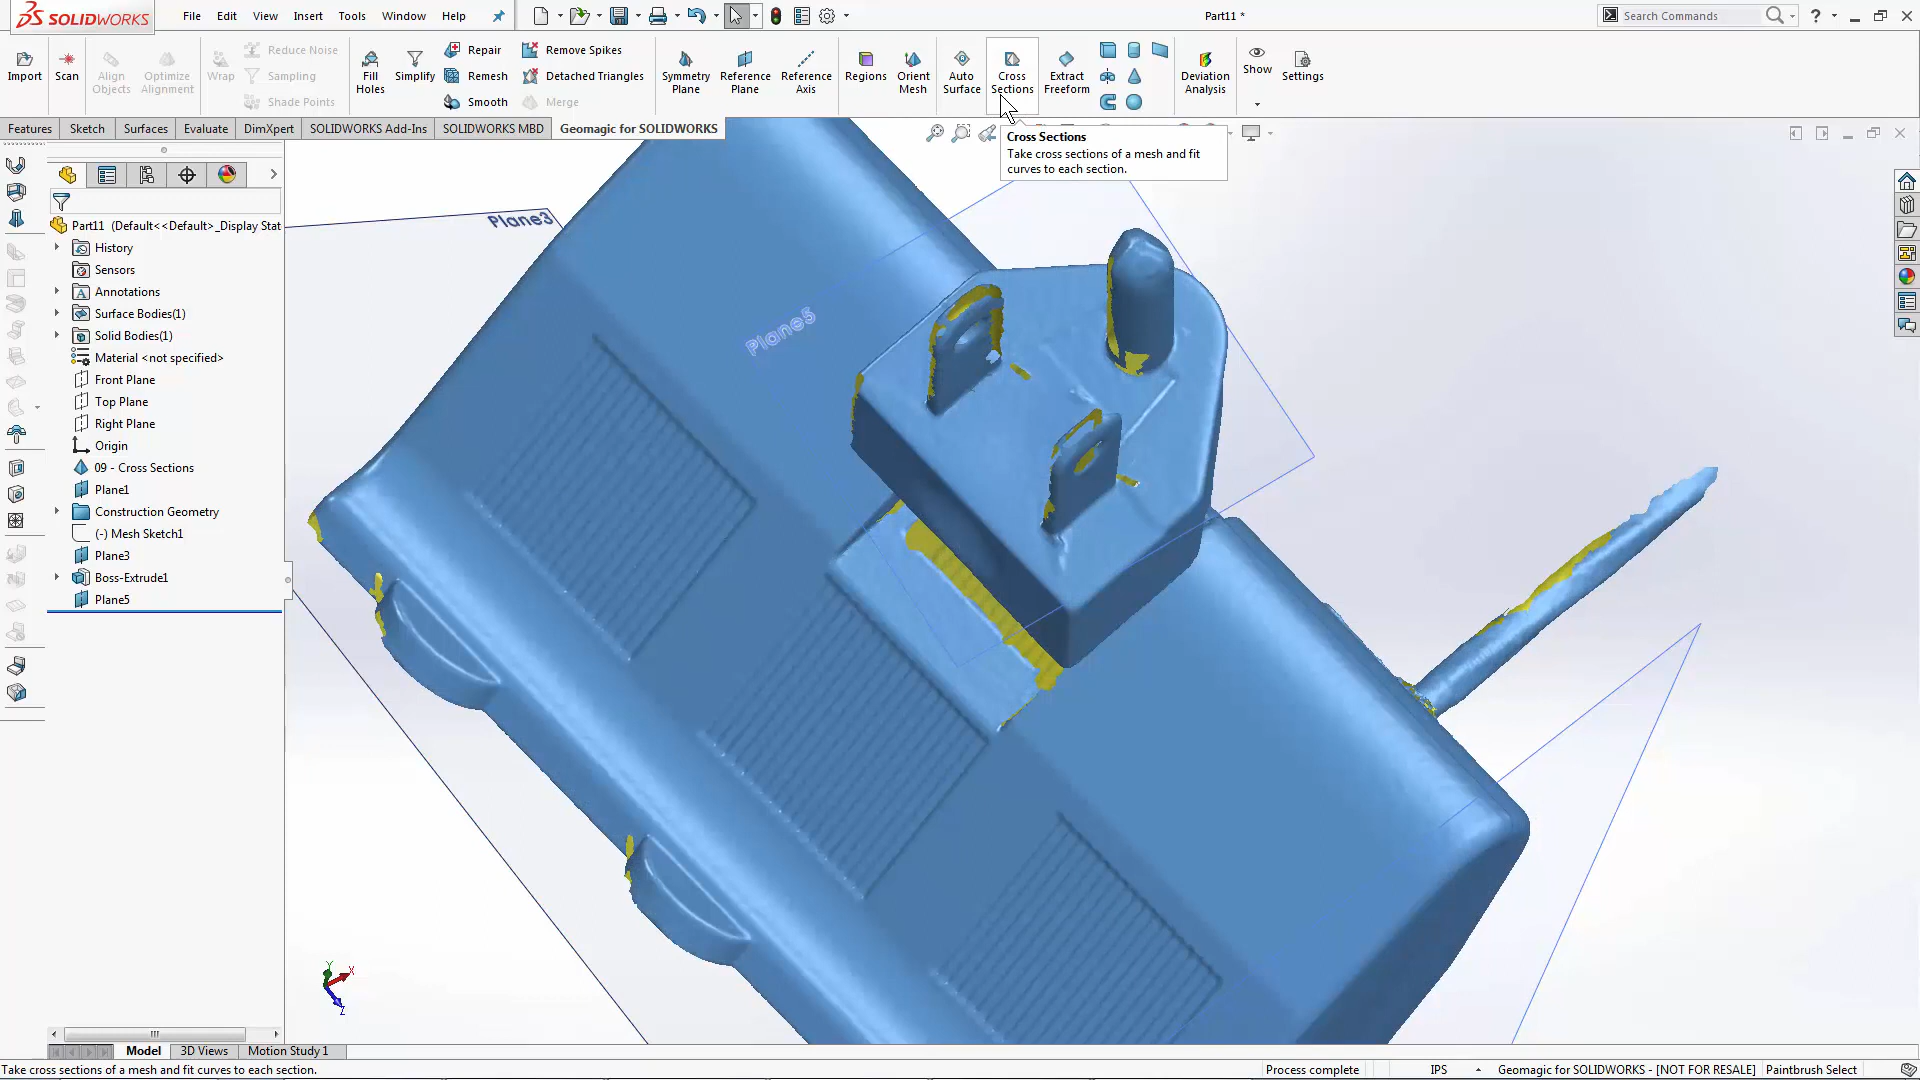 SOLIDWORKS
File Edit View Insert Tools Window Help
Part11 *
Search Commands
Import
Scan
Align Objects
Optimize Alignment
Wrap
Reduce Noise
Sampling
Shade Points
Fill Holes
Simplify
Repair
Remesh
Smooth
Remove Spikes
Detached Triangles
Merge
Symmetry Plane
Reference Plane
Reference Axis
Regions
Orient Mesh
Auto Surface
Cross Sections
Extract Freeform
Deviation Analysis
Show
Settings
Features Sketch Surfaces Evaluate DimXpert SOLIDWORKS Add-Ins SOLIDWORKS MBD Geomagic for SOLIDWORKS
Cross Sections
Take cross sections of a mesh and fit
curves to each section.
Part11 (Default<<Default>_Display Stat
History
Sensors
Annotations
Surface Bodies(1)
Solid Bodies(1)
Material <not specified>
Front Plane
Top Plane
Right Plane
Origin
09 - Cross Sections
Plane1
Construction Geometry
(-) Mesh Sketch1
Plane3
Boss-Extrude1
Plane5
Plane3
Plane5
Y
X
Z
Model 3D Views Motion Study 1
Take cross sections of a mesh and fit curves to each section.
Process complete
IPS
Geomagic for SOLIDWORKS - [NOT FOR RESALE]
Paintbrush Select